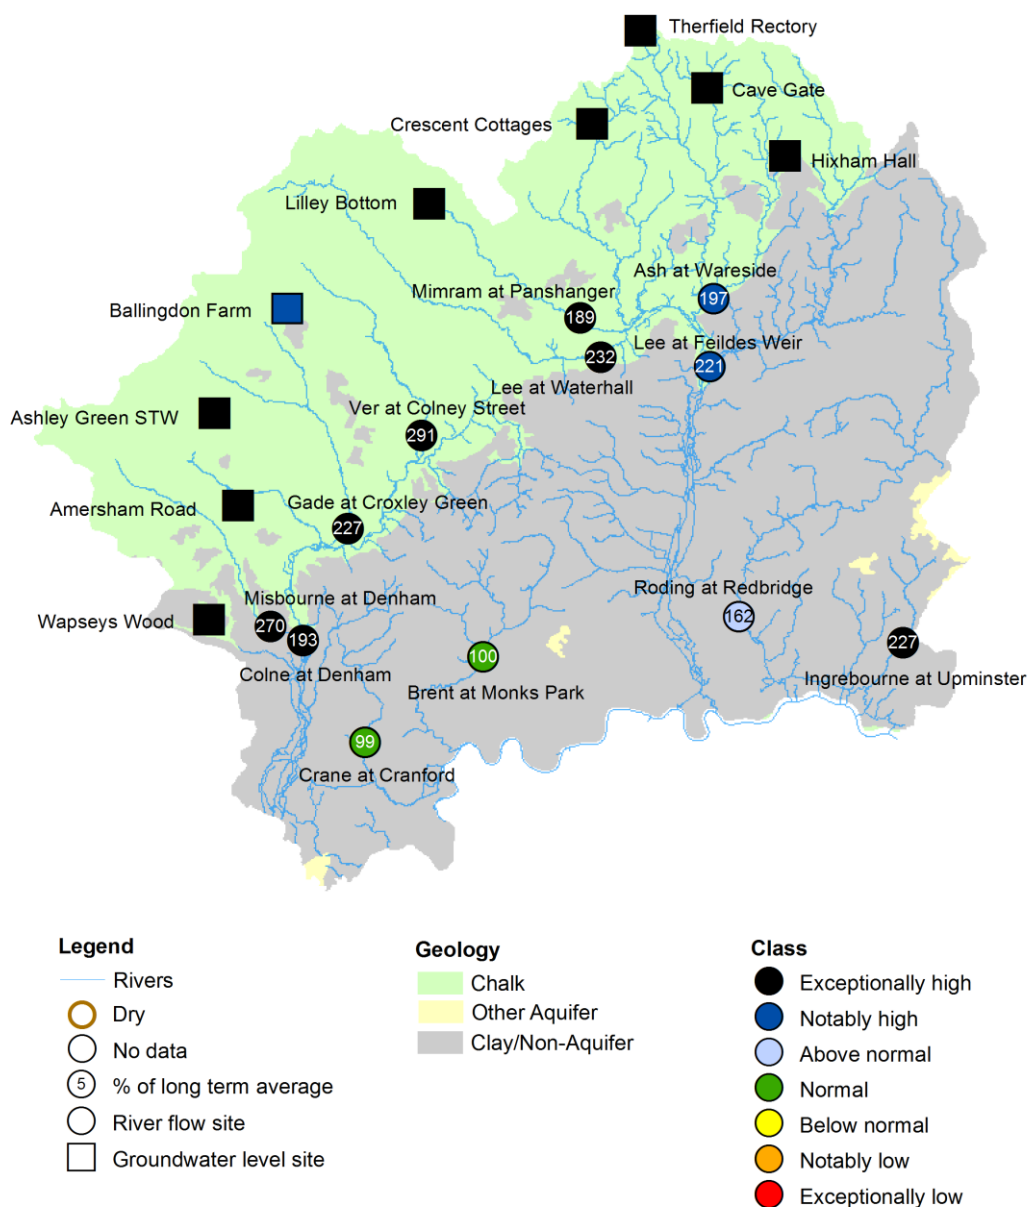 Therfield Rectory
Cave Gate
Crescent Cottages
Hixham Hall
Lilley Bottom
Ash at Wareside
197
Mimram at Panshanger
189
Ballingdon Farm
Lee at Feildes Weir
221
232
Lee at Waterhall
Ver at Colney Street
291
Ashley Green STW
Gade at Croxley Green
227
Amersham Road
Roding at Redbridge
162
Misbourne at Denham
270
193
Wapseys Wood
Colne at Denham
100
Brent at Monks Park
227
Ingrebourne at Upminster
99
Crane at Cranford
Legend
Rivers
Dry
No data
5
% of long term average
River flow site
Groundwater level site
Geology
Chalk
Other Aquifer
Clay/Non-Aquifer
Class
Exceptionally high
Notably high
Above normal
Normal
Below normal
Notably low
Exceptionally low